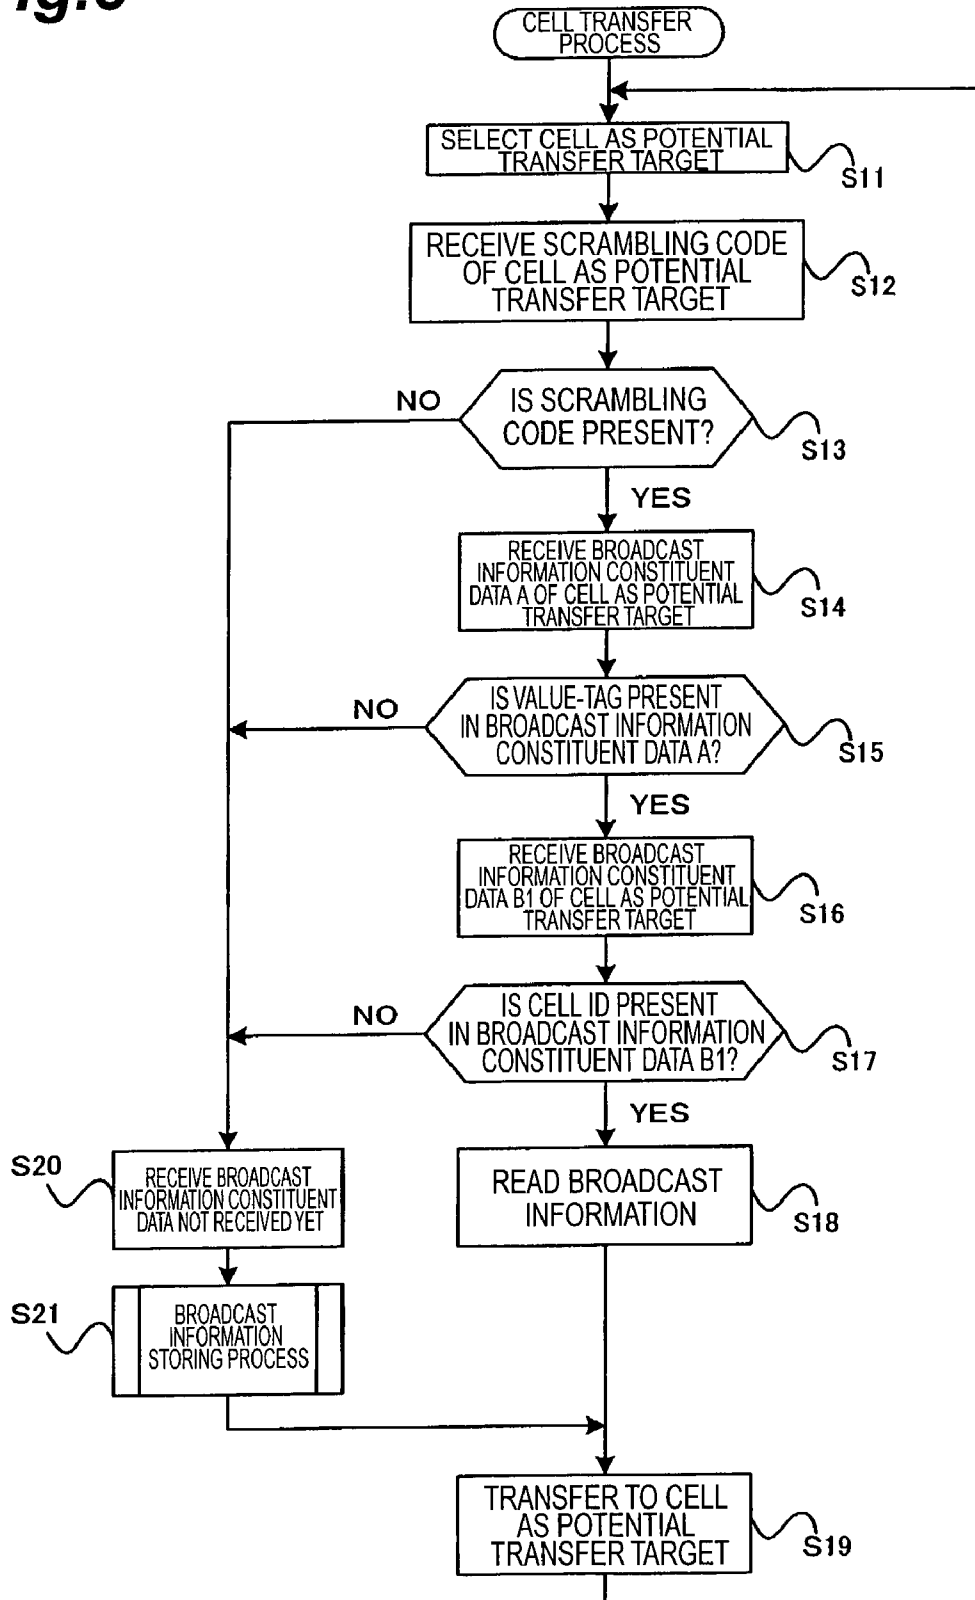 CELL TRANSFER
PROCESS
SELECT CELL AS POTENTIAL
TRANSFER TARGET
S11
RECEIVE SCRAMBLING CODE
OF CELL AS POTENTIAL
TRANSFER TARGET
S12
NO
IS SCRAMBLING
CODE PRESENT?
S13
YES
RECEIVE BROADCAST
INFORMATION CONSTITUENT
DATA A OF CELL AS POTENTIAL
TRANSFER TARGET
S14
NO
IS VALUE-TAG PRESENT
IN BROADCAST INFORMATION
CONSTITUENT DATA A?
S15
YES
RECEIVE BROADCAST
INFORMATION CONSTITUENT
DATA B1 OF CELL AS POTENTIAL
TRANSFER TARGET
S16
NO
IS CELL ID PRESENT
IN BROADCAST INFORMATION
CONSTITUENT DATA B1?
S17
YES
S20
RECEIVE BROADCAST
INFORMATION CONSTITUENT
DATA NOT RECEIVED YET
READ BROADCAST
INFORMATION
S18
S21
BROADCAST
INFORMATION
STORING PROCESS
TRANSFER TO CELL
AS POTENTIAL
TRANSFER TARGET
S19